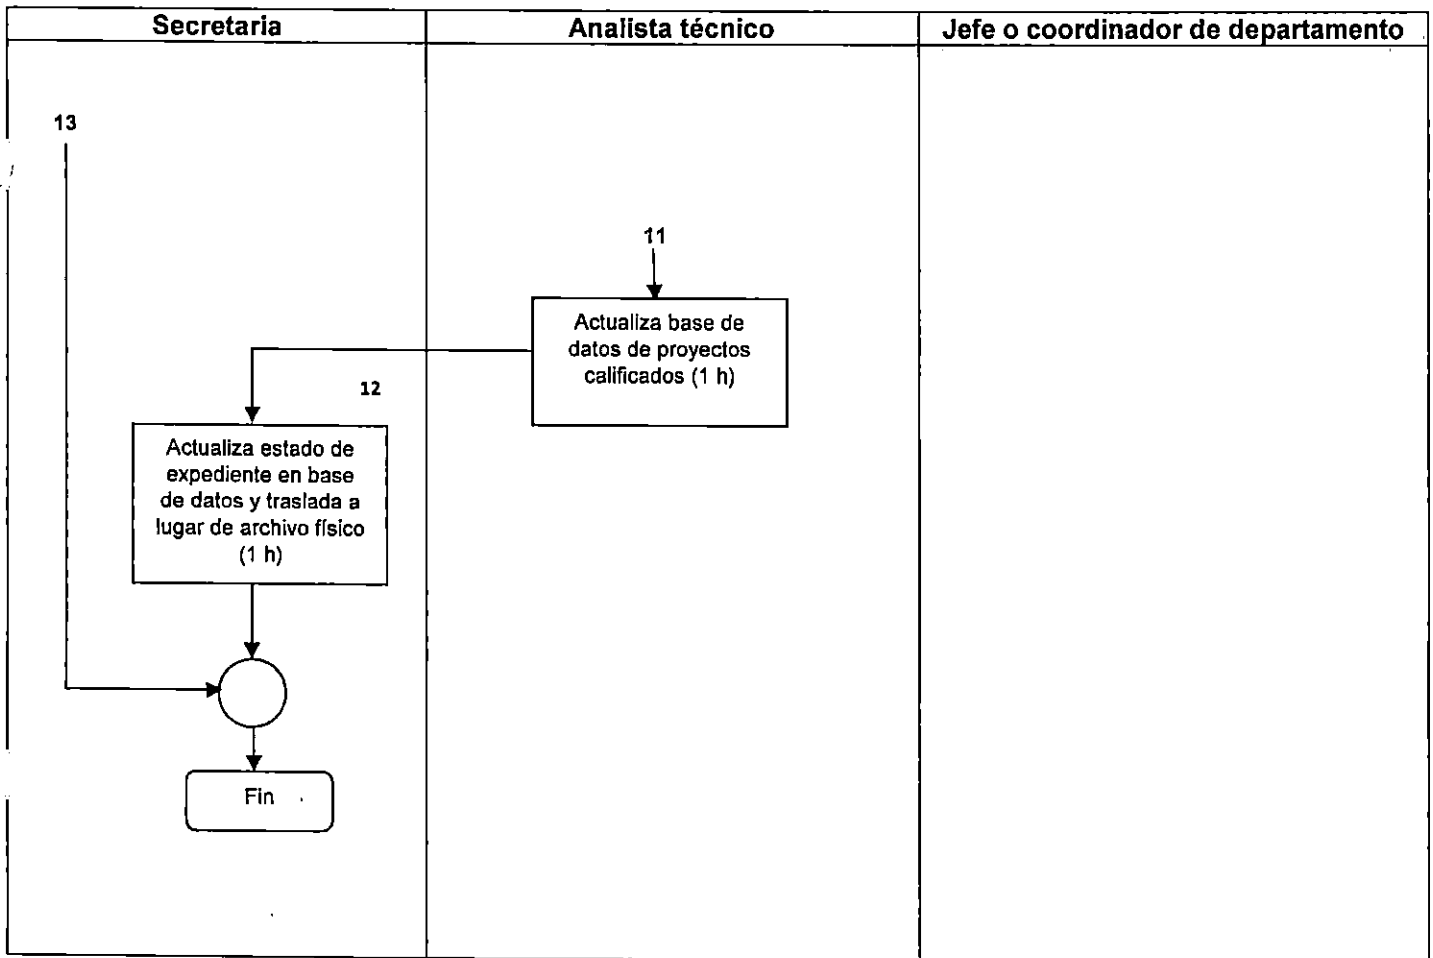 Secretaria
Analista técnico
Jefe o coordinador de departamento
13
11
Actualiza base de
datos de proyectos
calificados (1 h)
12
Actualiza estado de
expediente en base
de datos y traslada a
lugar de archivo físico
(1 h)
Fin